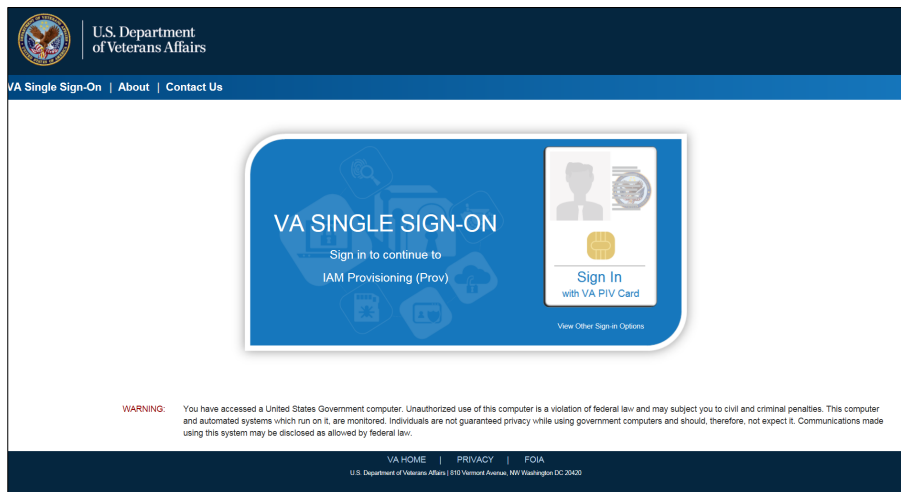 U.S. Department
of Veterans Affairs
VA Single Sign-On | About | Contact Us
VA SINGLE SIGN-ON
Sign in to continue to
IAM Provisioning (Prov)
Sign In
with VA PIV Card
View Other Sign-in Options
WARNING: You have accessed a United States Government computer. Unauthorized use of this computer is a violation of federal law and may subject you to civil and criminal penalties. This computer
and automated systems which run on it, are monitored. Individuals are not guaranteed privacy while using government computers and should, therefore, not expect it. Communications made
using this system may be disclosed as allowed by federal law.
VA HOME | PRIVACY | FOIA
U.S. Department of Veterans Affairs | 810 Vermont Avenue, NW Washington DC 20420